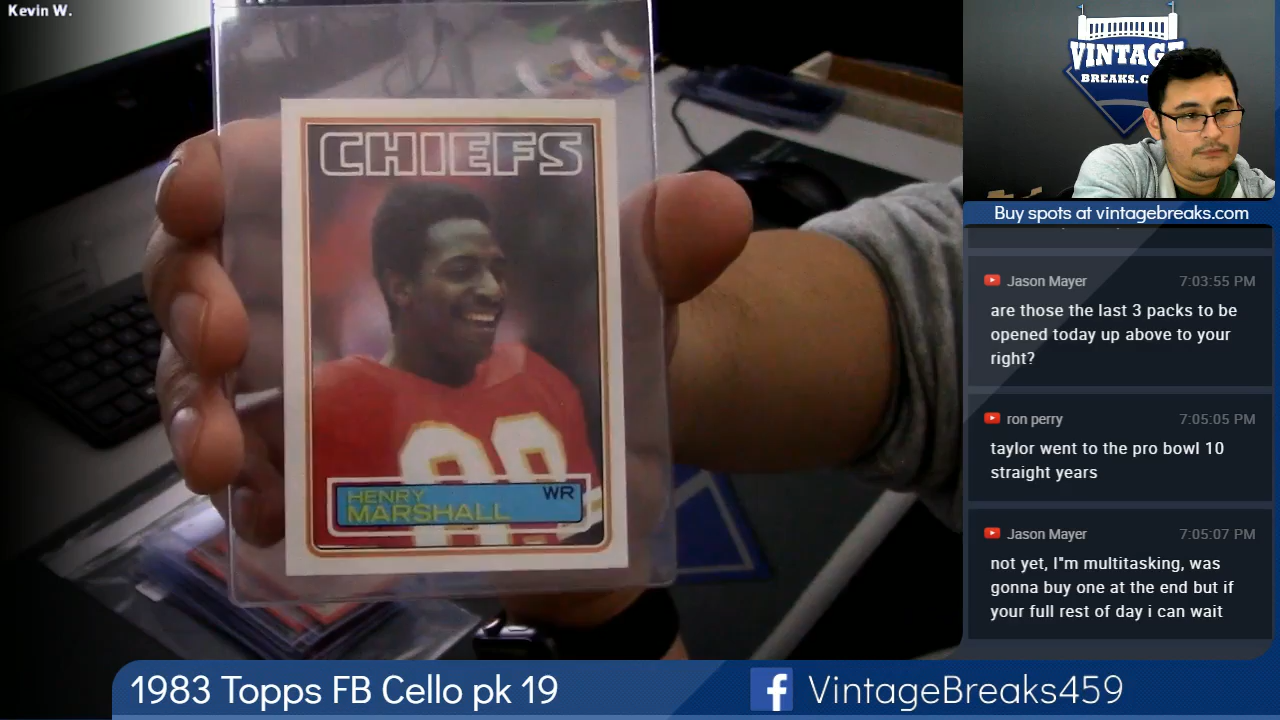 Kevin W.
CHIEFS
HENRY
MARSHALL
WR
VINTAGE
BREAKS.C
Buy spots at vintagebreaks.com
Jason Mayer 7:03:55 PM
are those the last 3 packs to be
opened today up above to your
right?
ron perry 7:05:05 PM
taylor went to the pro bowl 10
straight years
Jason Mayer 7:05:07 PM
not yet, I"m multitasking, was
gonna buy one at the end but if
your full rest of day i can wait
1983 Topps FB Cello pk 19
VintageBreaks459